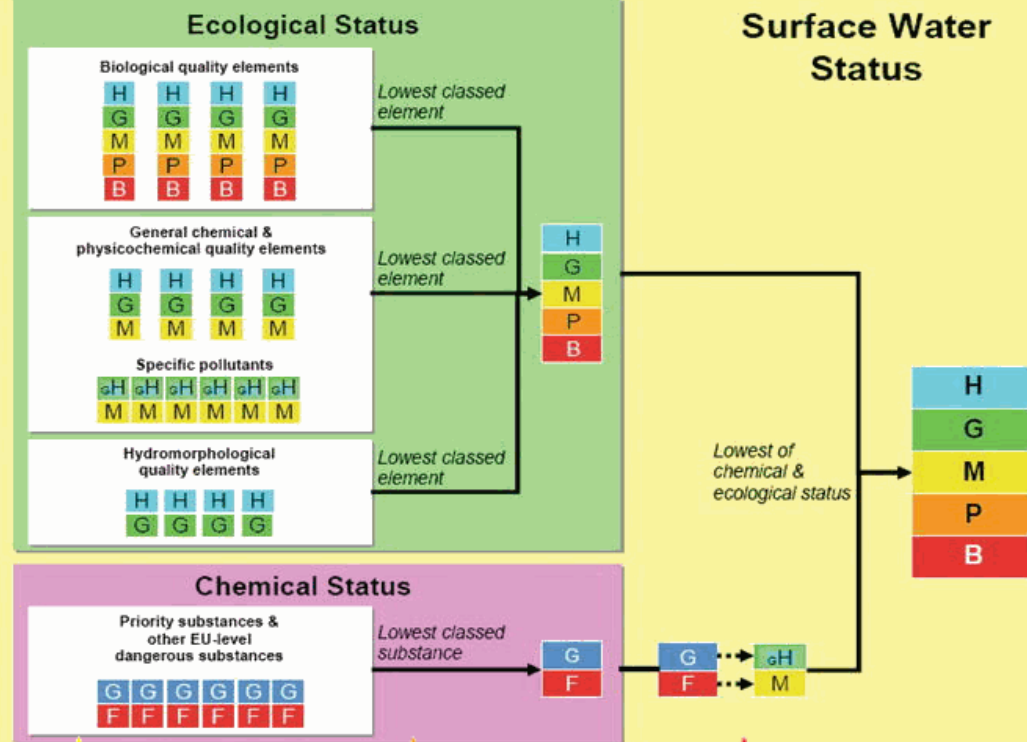 Ecological Status
Biological quality elements
H H H H
G G G G
M M M M
P P P P
B B B B
Lowest classed
element
General chemical &
physicochemical quality elements
H H H H
G G G G
M M M M
Specific pollutants
GH GH GH GH GH GH
M M M M M M
Lowest classed
element
Hydromorphological
quality elements
H H H H
G G G G
Lowest classed
element
H
G
M
P
B
Chemical Status
Priority substances &
other EU-level
dangerous substances
G G G G G G
F F F F F F
Lowest classed
substance
G
F
G
F
GH
M
Surface Water
Status
Lowest of
chemical &
ecological status
H
G
M
P
B